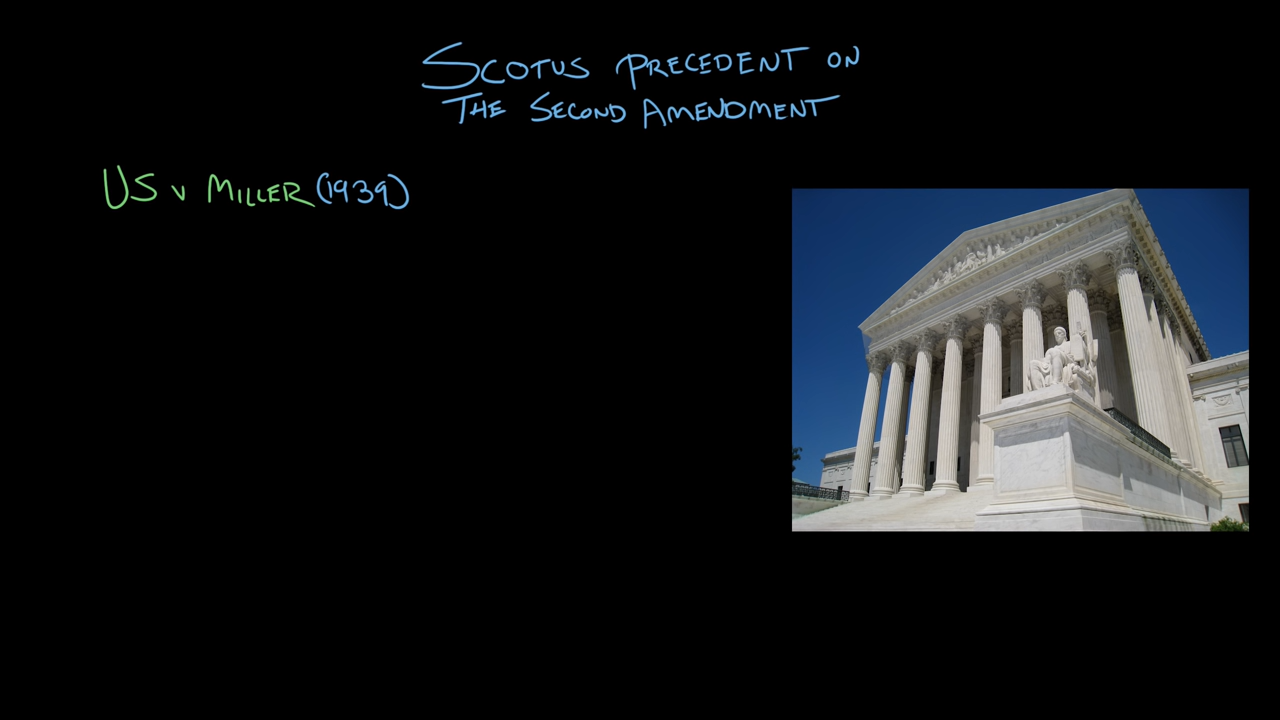 SCOTUS PRECEDENT ON
THE SECOND AMENDMENT
US v MILLER (1939)